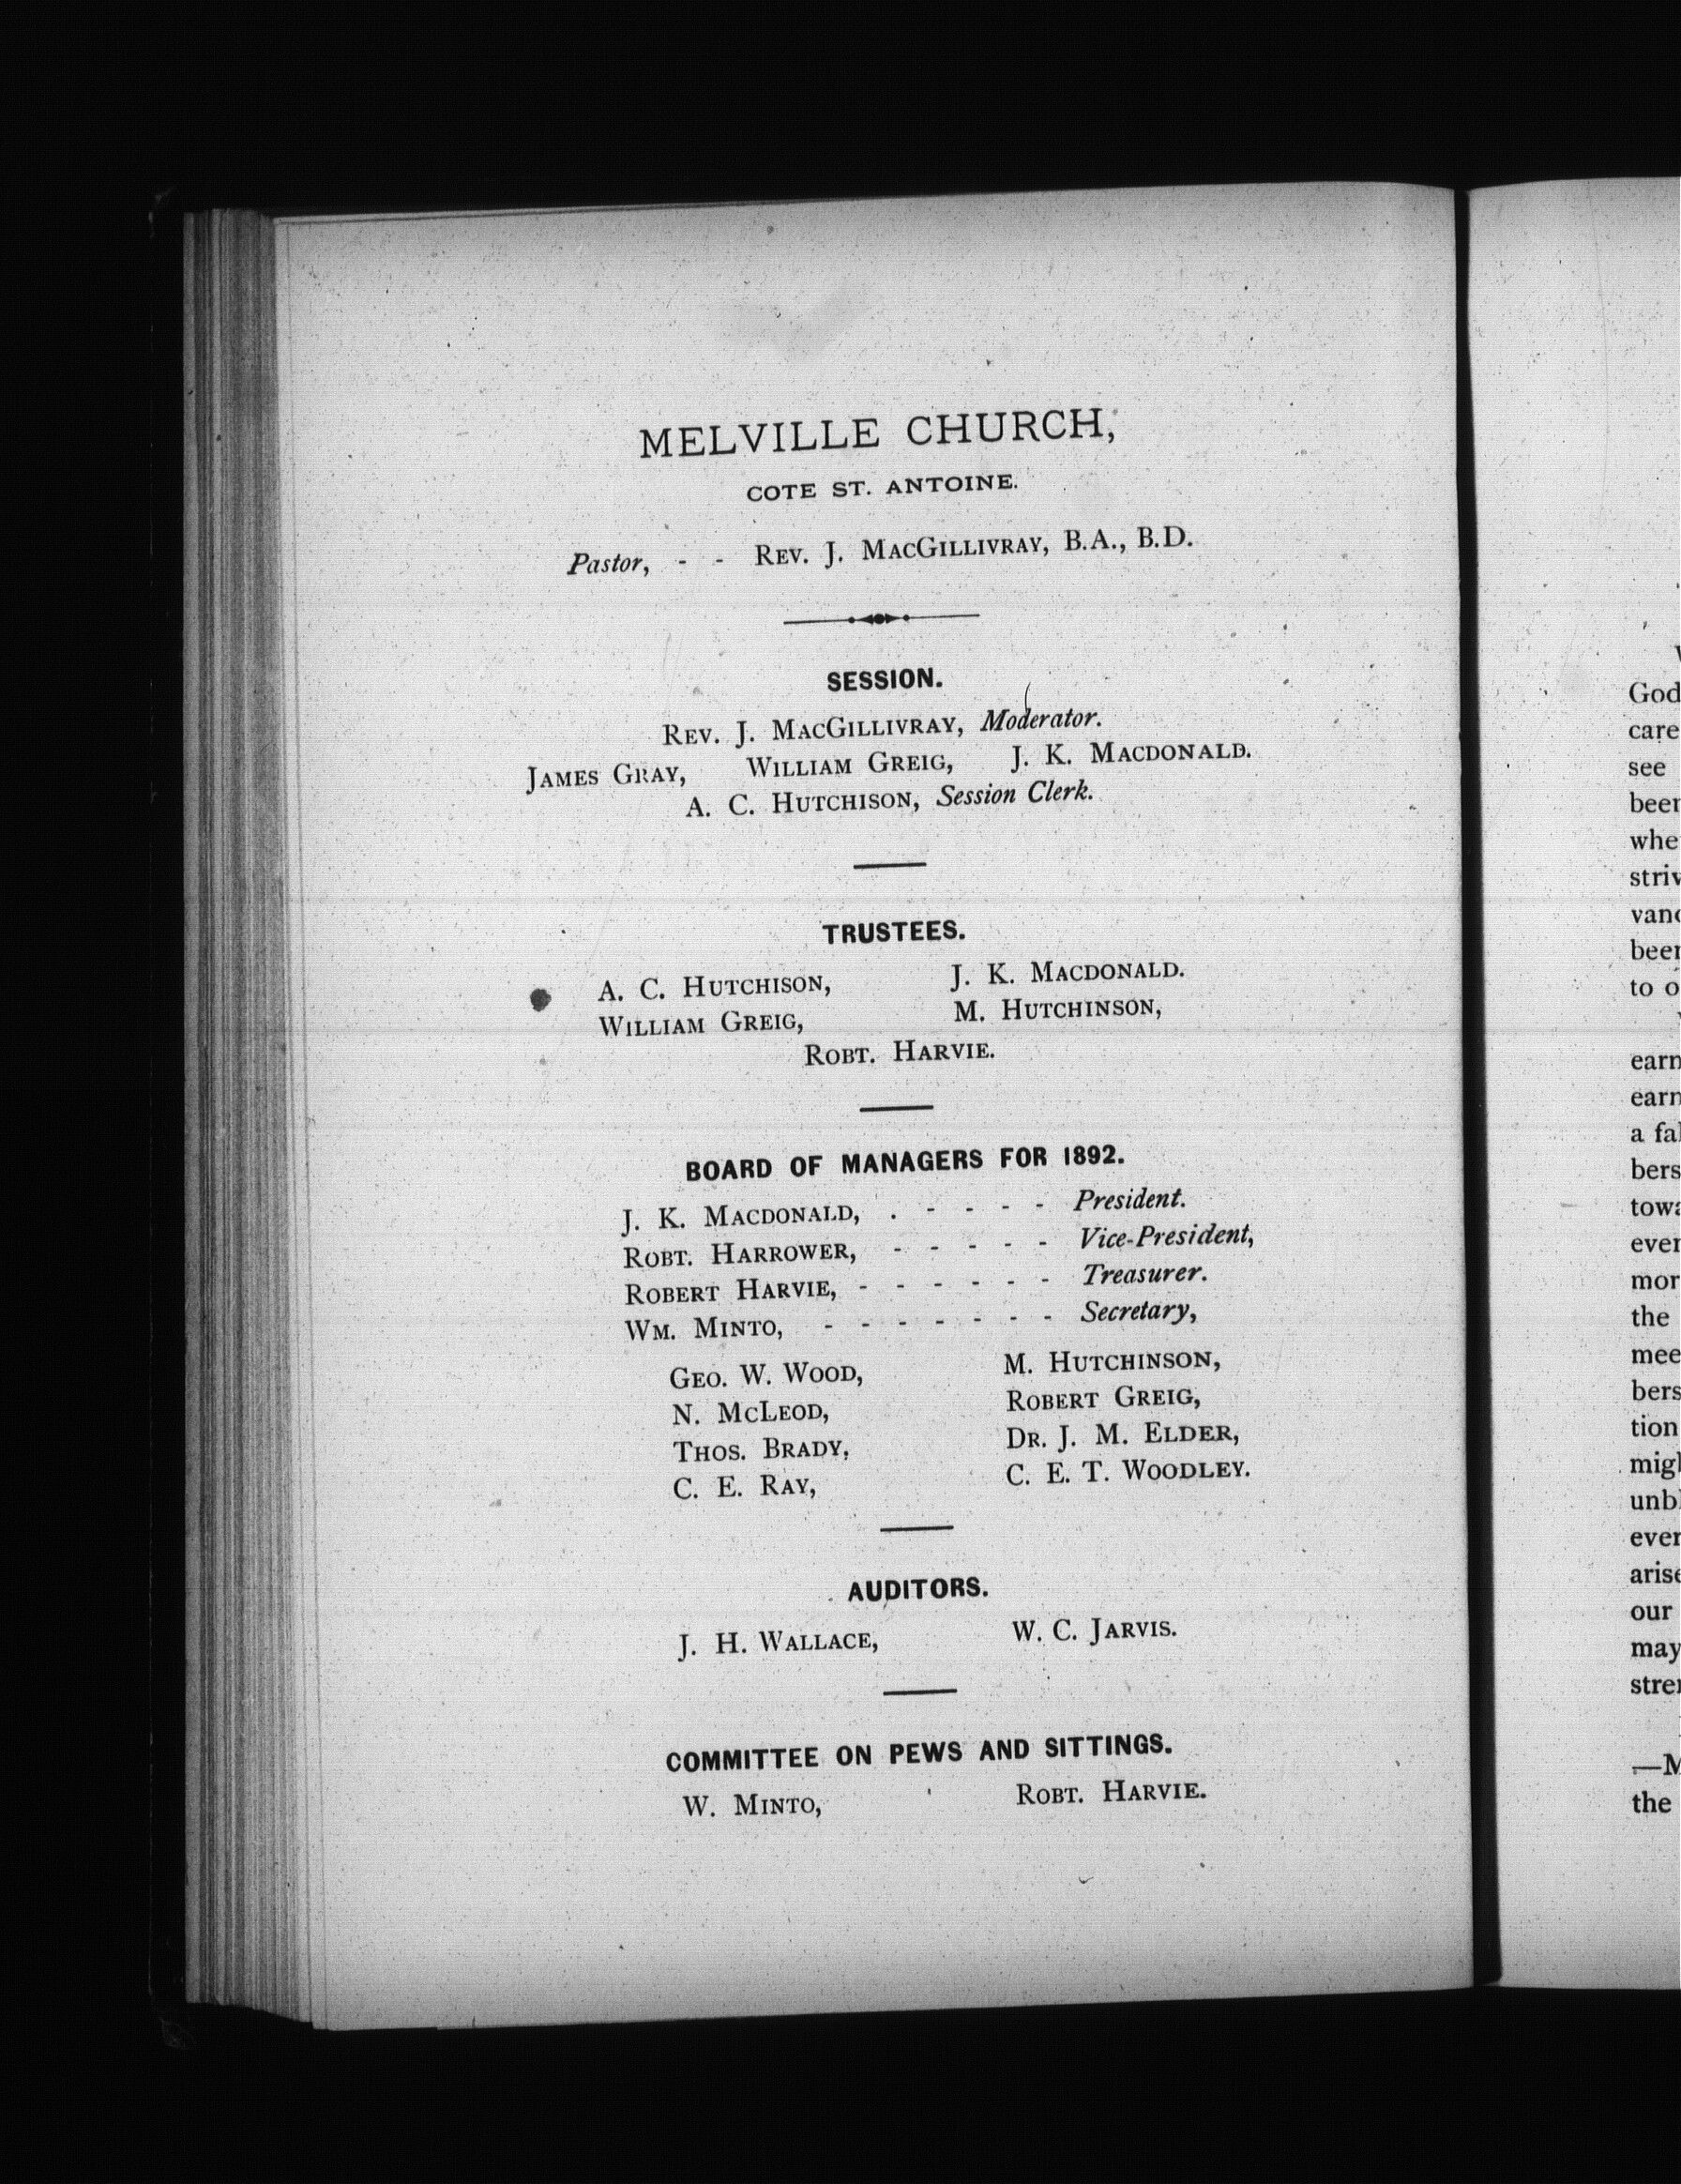 MELVILLE CHURCH,
COTE ST. ANTOINE.
Pastor, - - REV. J. MACGILLIVRAY, B.A., B.D.
SESSION.
REV. J. MACGILLIVRAY, Moderator.
JAMES GRAY, WILLIAM GREIG, J. K. MACDONALD.
A. C. HUTCHISON, Session Clerk.
TRUSTEES.
A. C. HUTCHISON, J. K. MACDONALD.
WILLIAM GREIG, M. HUTCHINSON,
ROBT. HARVIE.
BOARD OF MANAGERS FOR 1892.
J. K. MACDONALD, . - - - - President.
ROBT. HARROWER, - - - - - Vice-President,
ROBERT HARVIE, - - - - - - Treasurer.
WM. MINTO, - - - - - - - Secretary,
GEO. W. WOOD, M. HUTCHINSON,
N. MCLEOD, ROBERT GREIG,
THOS. BRADY, DR. J. M. ELDER,
C. E. RAY, C. E. T. WOODLEY.
AUDITORS.
J. H. WALLACE, W. C. JARVIS.
COMMITTEE ON PEWS AND SITTINGS.
W. MINTO, ROBT. HARVIE.
God
care
see
been
whe
striv
vanc
been
to o
earn
earn
a fal
bers
towa
ever
mor
the
mee
bers
tion
migh
unbl
ever
arise
our
may
stren
—M
the